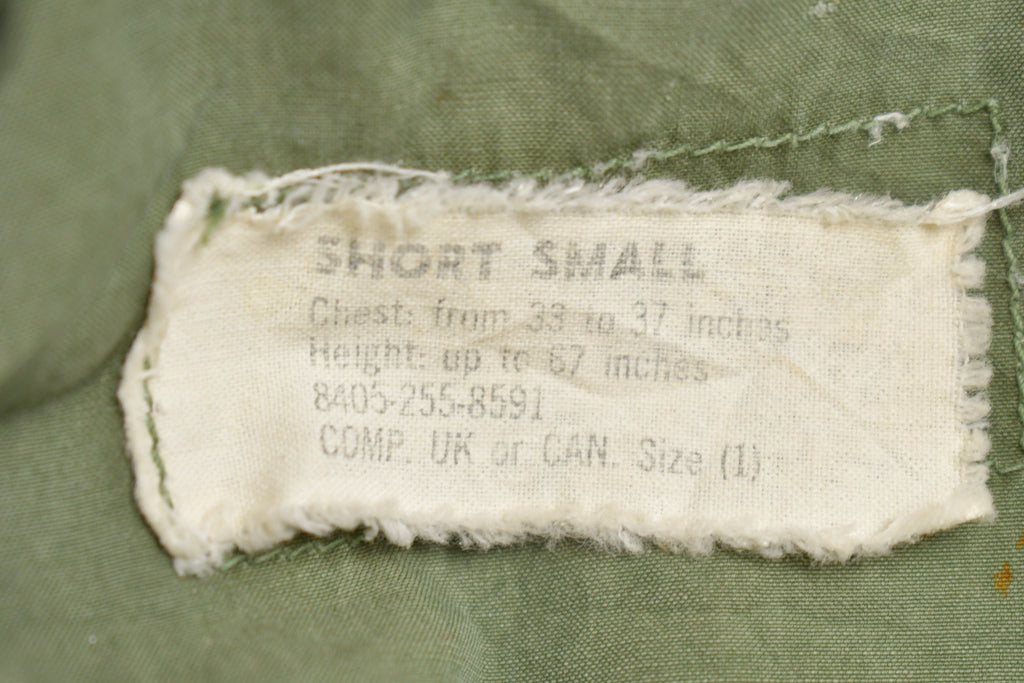 SHORT SMALL
Chest: from 33 to 37 inches
Height: up to 67 inches
8405-255-8591
COMP. UK or CAN. Size (1)